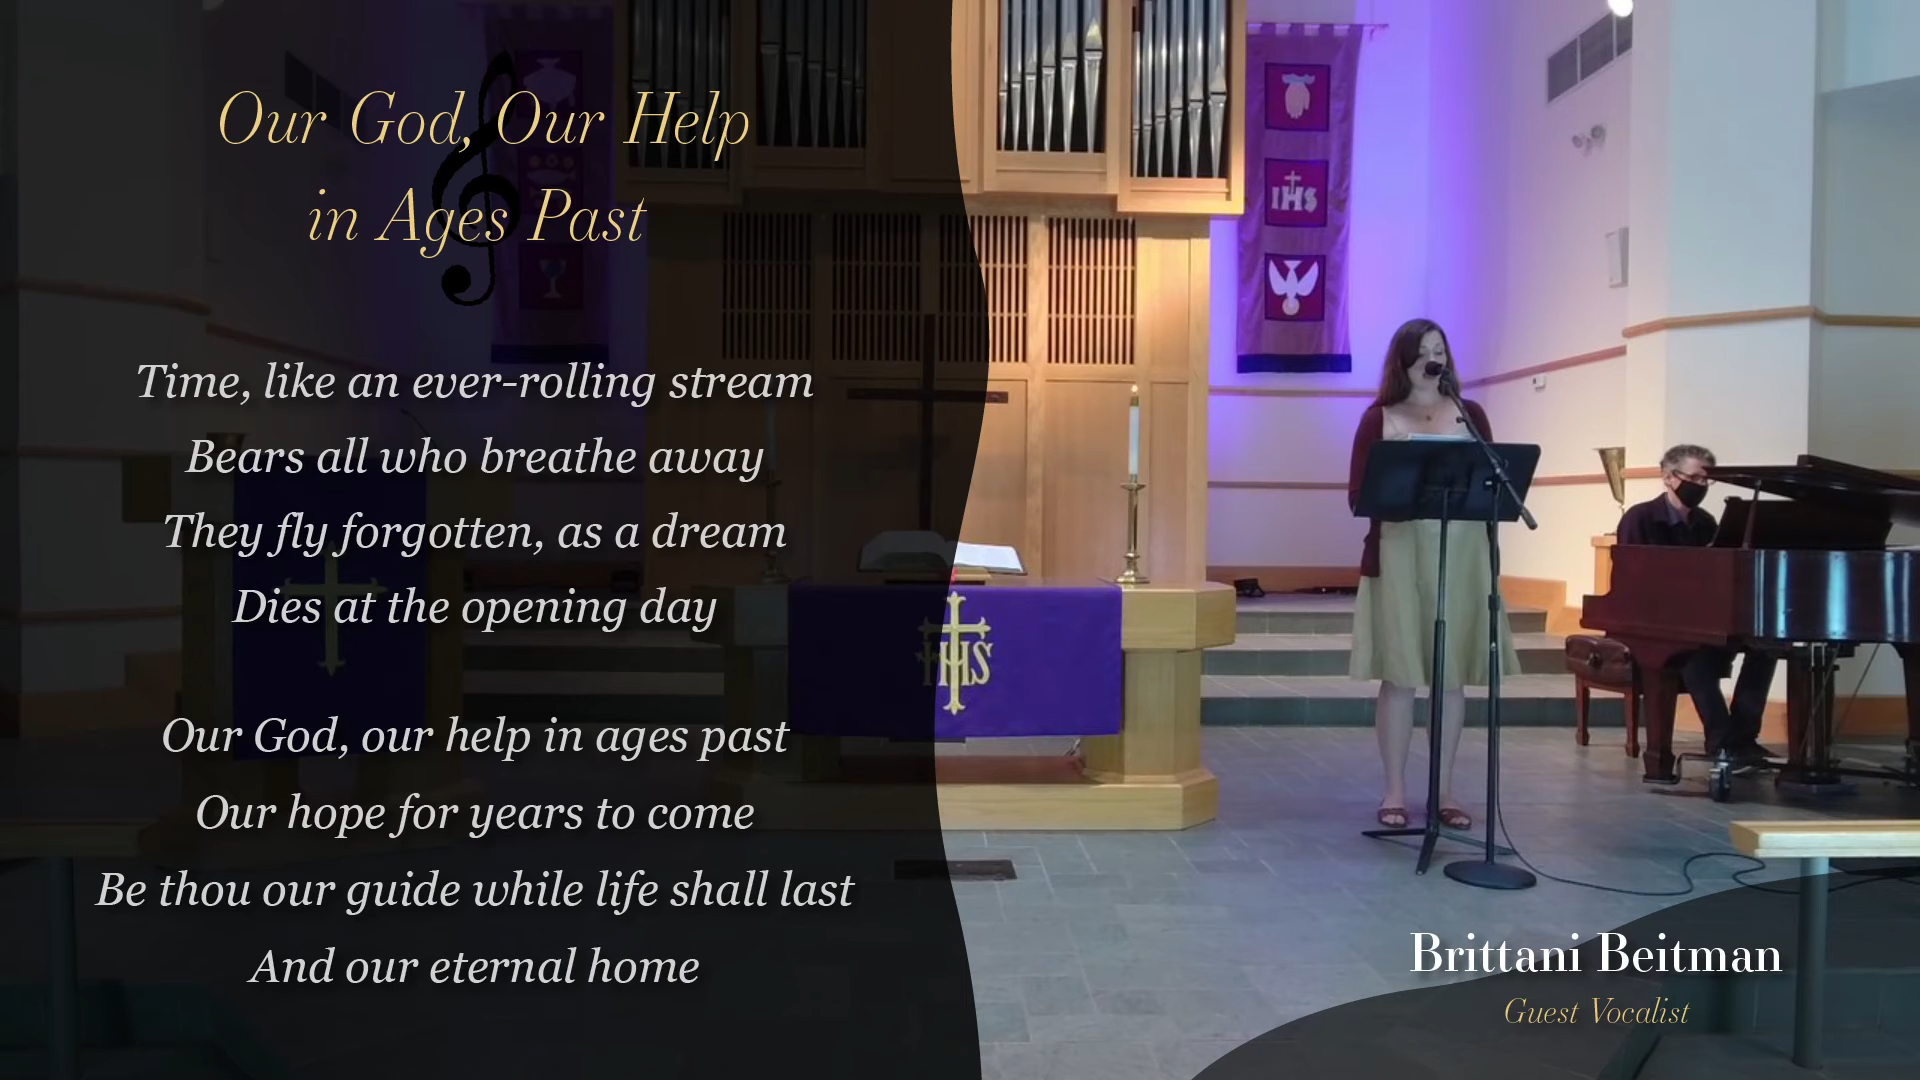 Our God, Our Help
in Ages Past
Time, like an ever-rolling stream
Bears all who breathe away
They fly forgotten, as a dream
Dies at the opening day
Our God, our help in ages past
Our hope for years to come
Be thou our guide while life shall last
And our eternal home
IHS
IHS
Brittani Beitman
Guest Vocalist